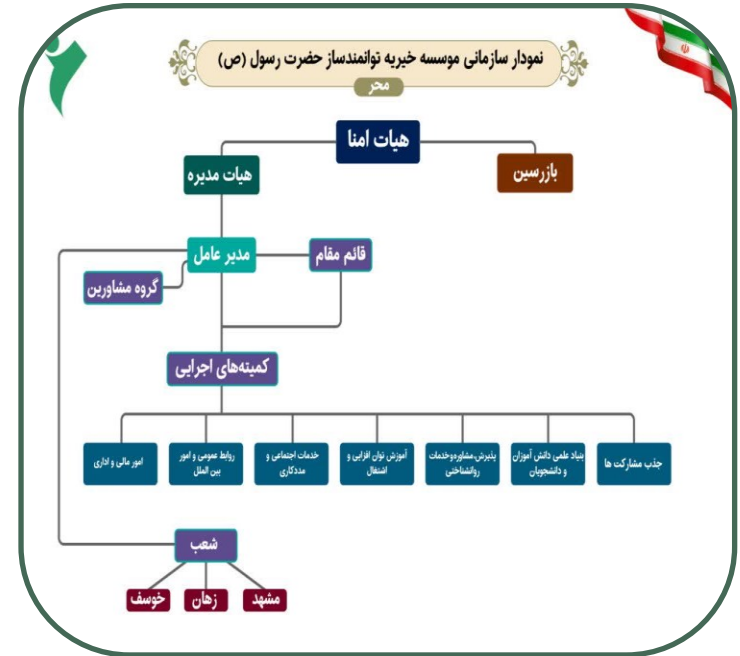 نمودار سازمانی موسسه خیریه توانمندساز حضرت رسول (ص)
محر
هیات امنا
بازرسین
هیات مدیره
قائم مقام
مدیر عامل
گروه مشاورین
کمیته‌های اجرایی
جذب مشارکت ها
بنیاد علمی دانش آموزان
و دانشجویان
پذیرش،مشاوره‌وخدمات
روانشناختی
آموزش توان افزایی و
اشتغال
خدمات اجتماعی و
مددکاری
روابط عمومی و امور
بین الملل
امور مالی و اداری
شعب
مشهد
زهان
خوسف